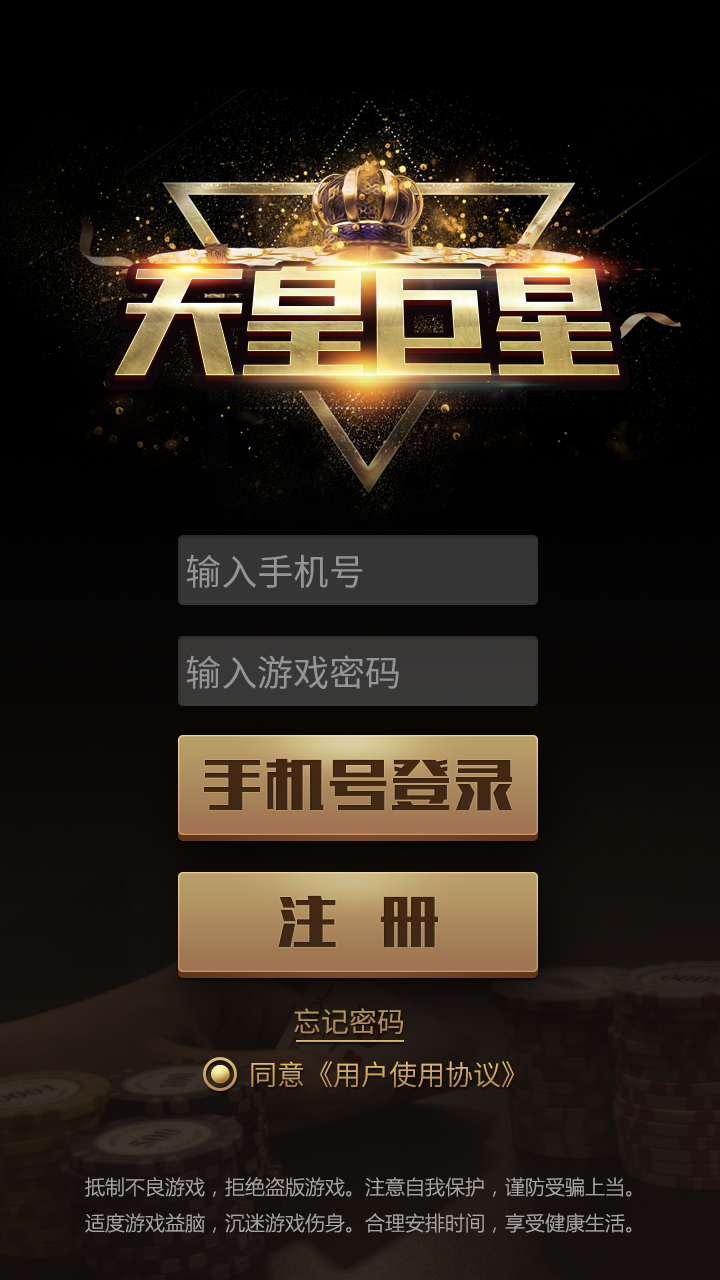 天皇巨星
输入手机号
输入游戏密码
手机号登录
注 册
忘记密码
同意《用户使用协议》
抵制不良游戏，拒绝盗版游戏。注意自我保护，谨防受骗上当。
适度游戏益脑，沉迷游戏伤身。合理安排时间，享受健康生活。